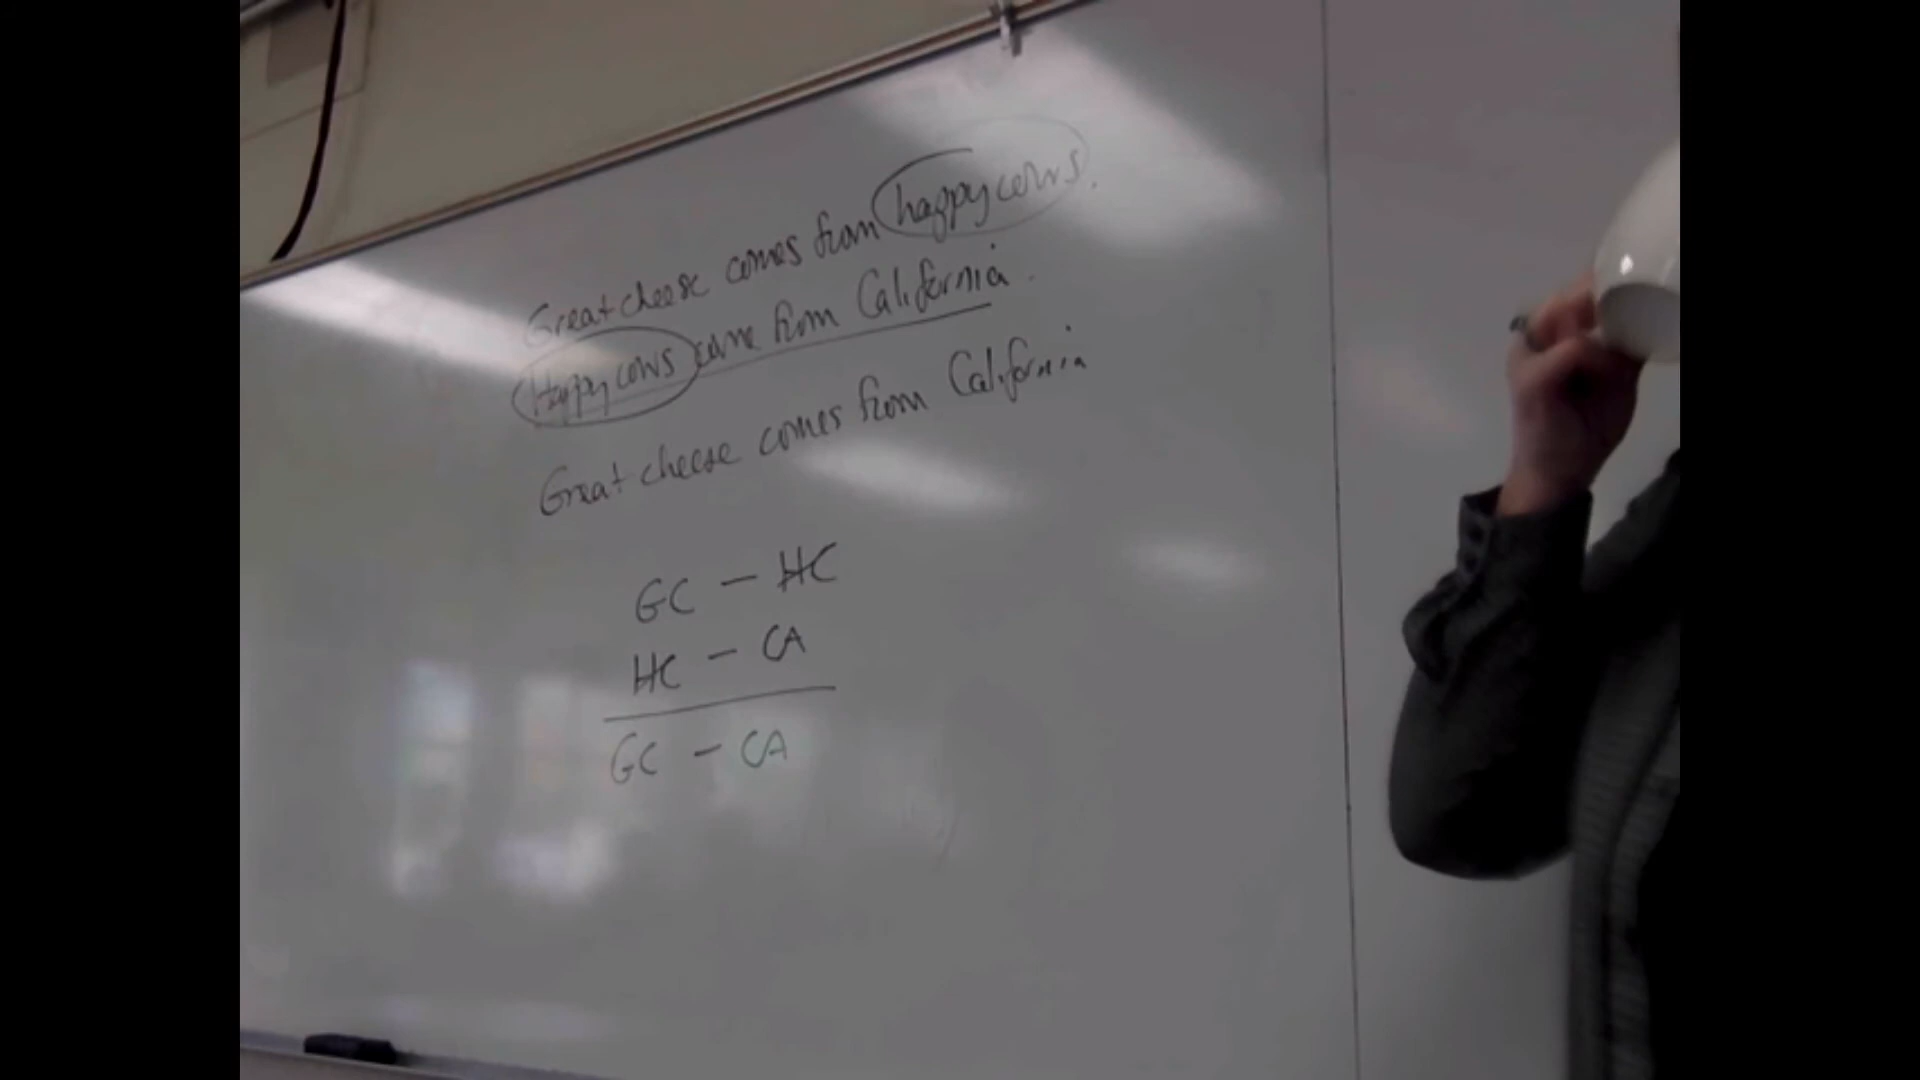 Great cheese comes from happy cows.
Happy cows come from California.
Great cheese comes from California
GC - HC
HC - CA
GC - CA